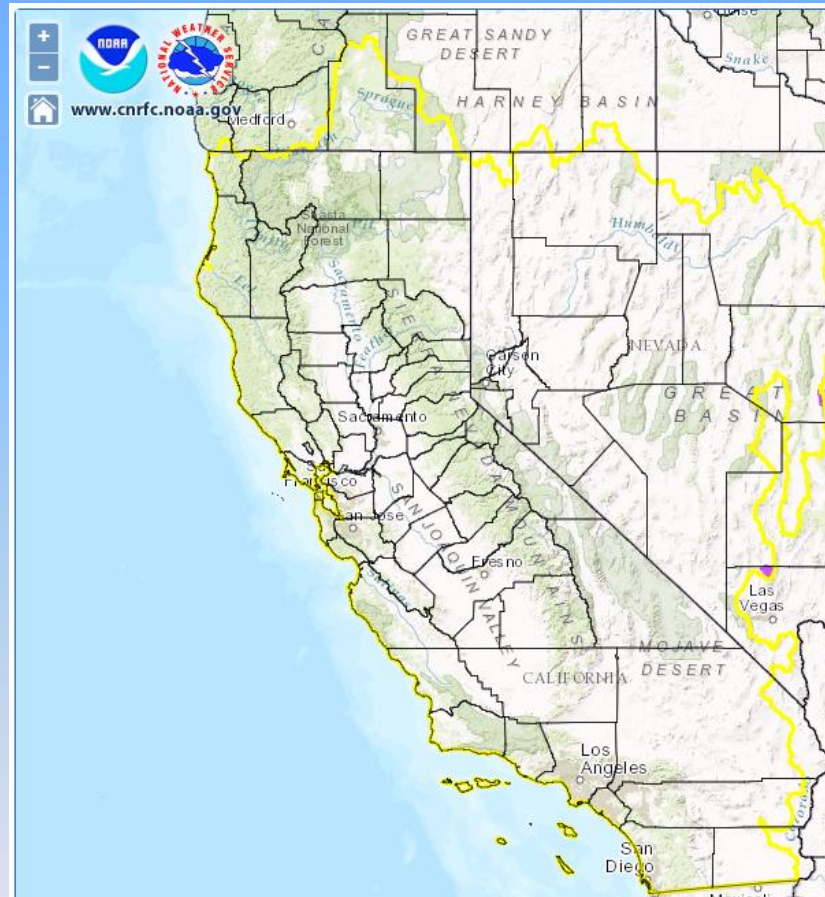 +
−
NOAA
NATIONAL WEATHER SERVICE
www.cnrfc.noaa.gov
GREAT SANDY
DESERT
Snake
HARNEY BASIN
Sprague
Medford
Shasta
National
Forest
Humboldt
Eel
Sacramento
Feather
SIERRA NEVADA MOUNTAINS
Carson
City
NEVADA
GREAT
BASIN
Sacramento
San
Francisco
San Jose
SAN JOAQUIN VALLEY
Fresno
Salinas
Las
Vegas
MOJAVE
DESERT
CALIFORNIA
Los
Angeles
San
Diego